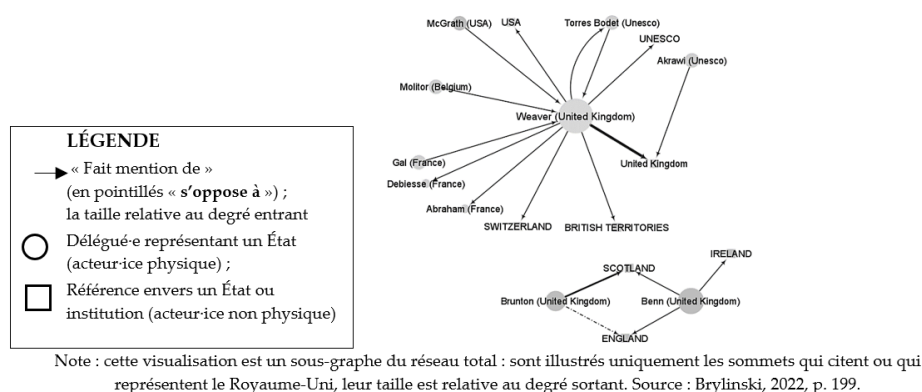 McGrath (USA)
USA
Torres Bodet (Unesco)
UNESCO
Akrawi (Unesco)
Molitor (Belgium)
Weaver (United Kingdom)
Gal (France)
United Kingdom
Debiesse (France)
Abraham (France)
SWITZERLAND
BRITISH TERRITORIES
IRELAND
SCOTLAND
Brunton (United Kingdom)
Benn (United Kingdom)
ENGLAND
LÉGENDE
« Fait mention de »
(en pointillés « s'oppose à ») ;
la taille relative au degré entrant
Délégué·e représentant un État
(acteur·ice physique) ;
Référence envers un État ou
institution (acteur·ice non physique)
Note : cette visualisation est un sous-graphe du réseau total : sont illustrés uniquement les sommets qui citent ou qui
représentent le Royaume-Uni, leur taille est relative au degré sortant. Source : Brylinski, 2022, p. 199.